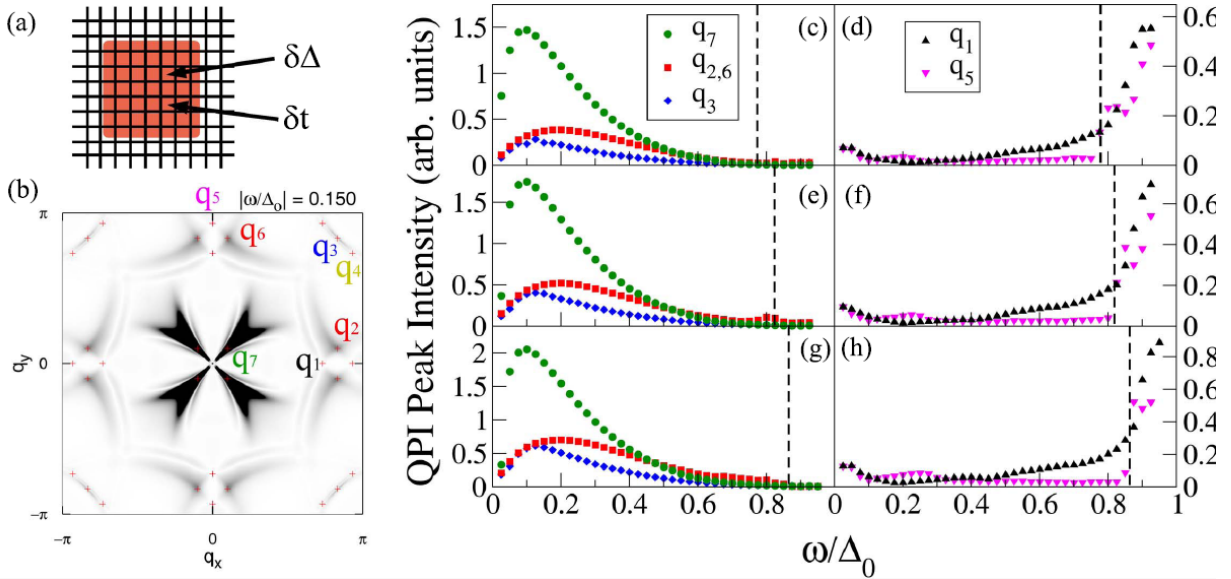 (a)
δΔ
δt
(b)
q5
|ω/Δo| = 0.150
π
q6
q3
q4
qy
0
q2
q7
q1
-π
-π
0
π
qx
QPI Peak Intensity (arb. units)
1.5
1
0.5
0
q7
q2,6
q3
(c)
q1
q5
(d)
0.6
0.4
0.2
0
1.5
1
0.5
0
(e)
(f)
0.6
0.4
0.2
0
2
1.5
1
0.5
0
(g)
(h)
0.8
0.6
0.4
0.2
0
0.2
0.4
0.6
0.8
0
0.2
0.4
0.6
0.8
1
ω/Δ0